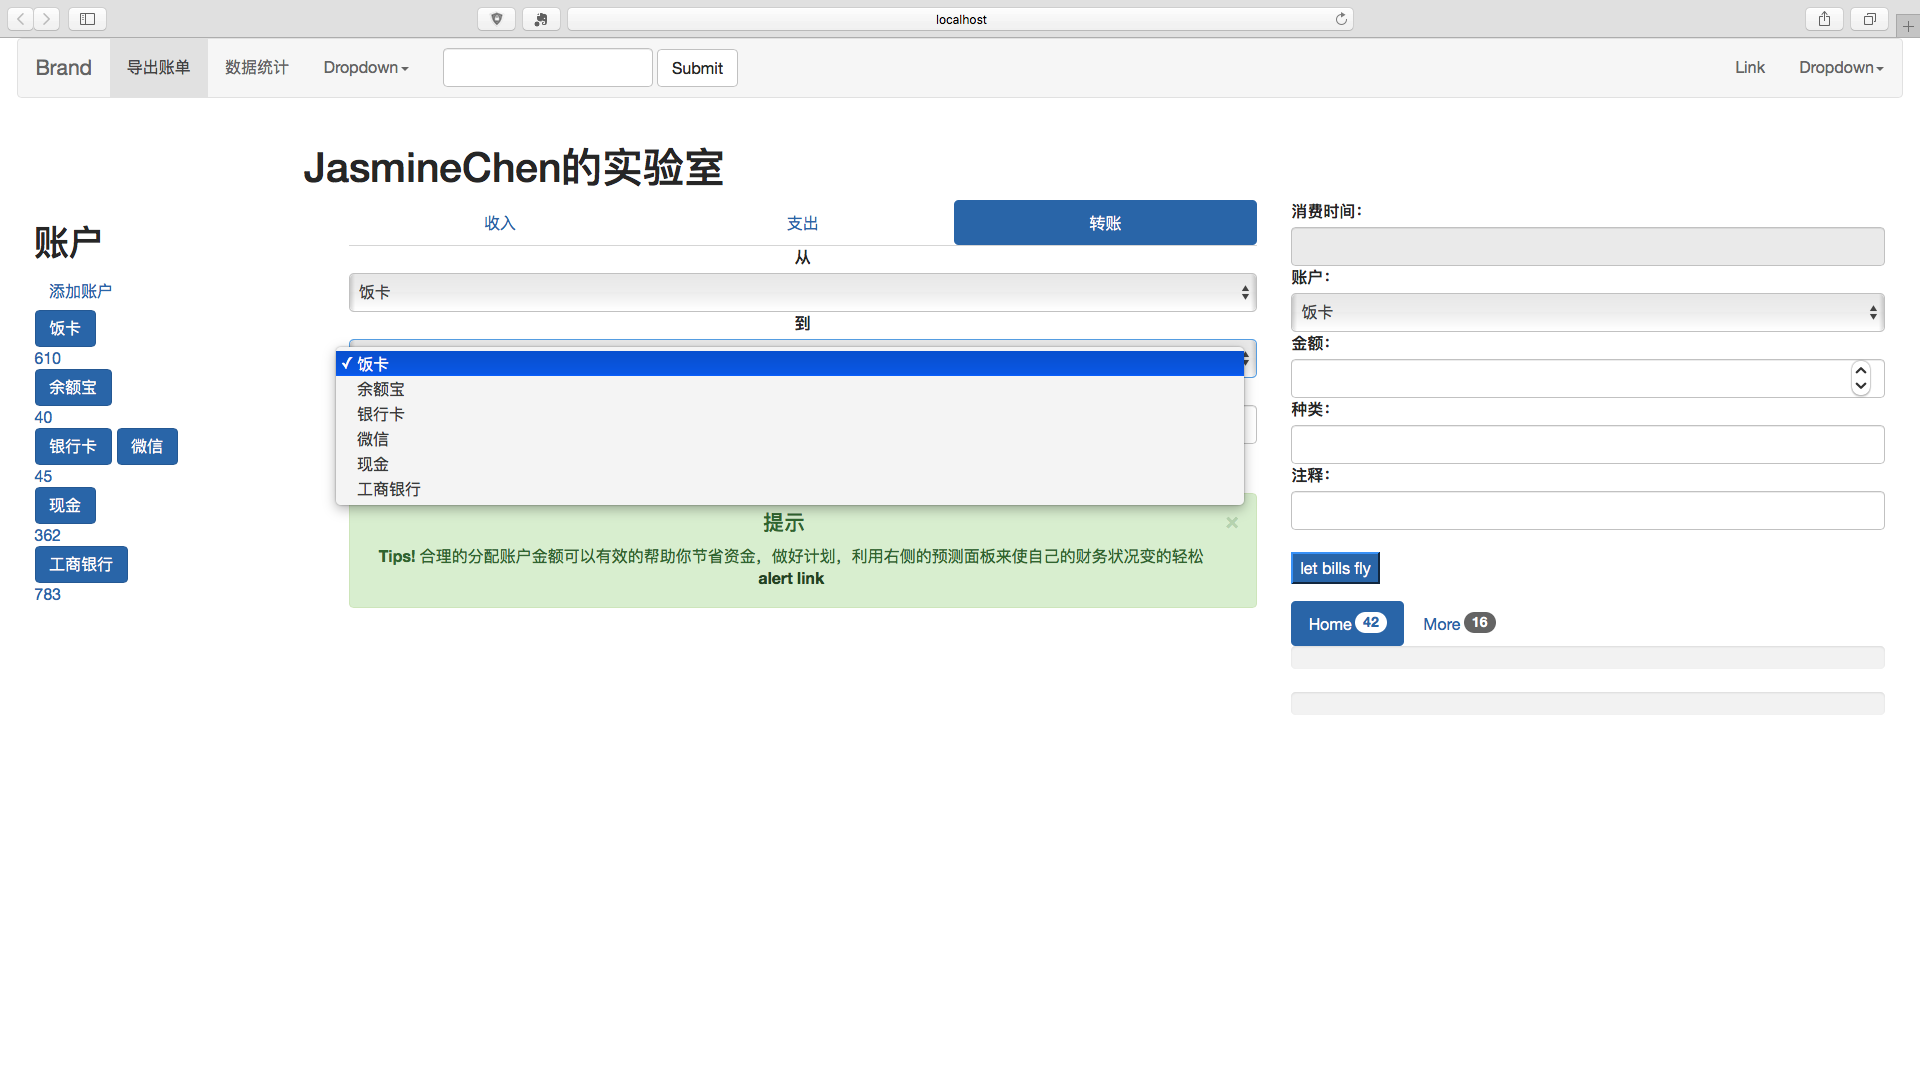 localhost
Brand 导出账单 数据统计 Dropdown Submit Link Dropdown
JasmineChen的实验室
账户
添加账户
饭卡
610
余额宝
40
银行卡 微信
45
现金
362
工商银行
783
收入 支出 转账
从
饭卡
到
✓ 饭卡
余额宝
银行卡
微信
现金
工商银行
提示 ×
Tips! 合理的分配账户金额可以有效的帮助你节省资金，做好计划，利用右侧的预测面板来使自己的财务状况变的轻松
alert link
消费时间：
账户：
饭卡
金额：
种类：
注释：
let bills fly
Home 42 More 16